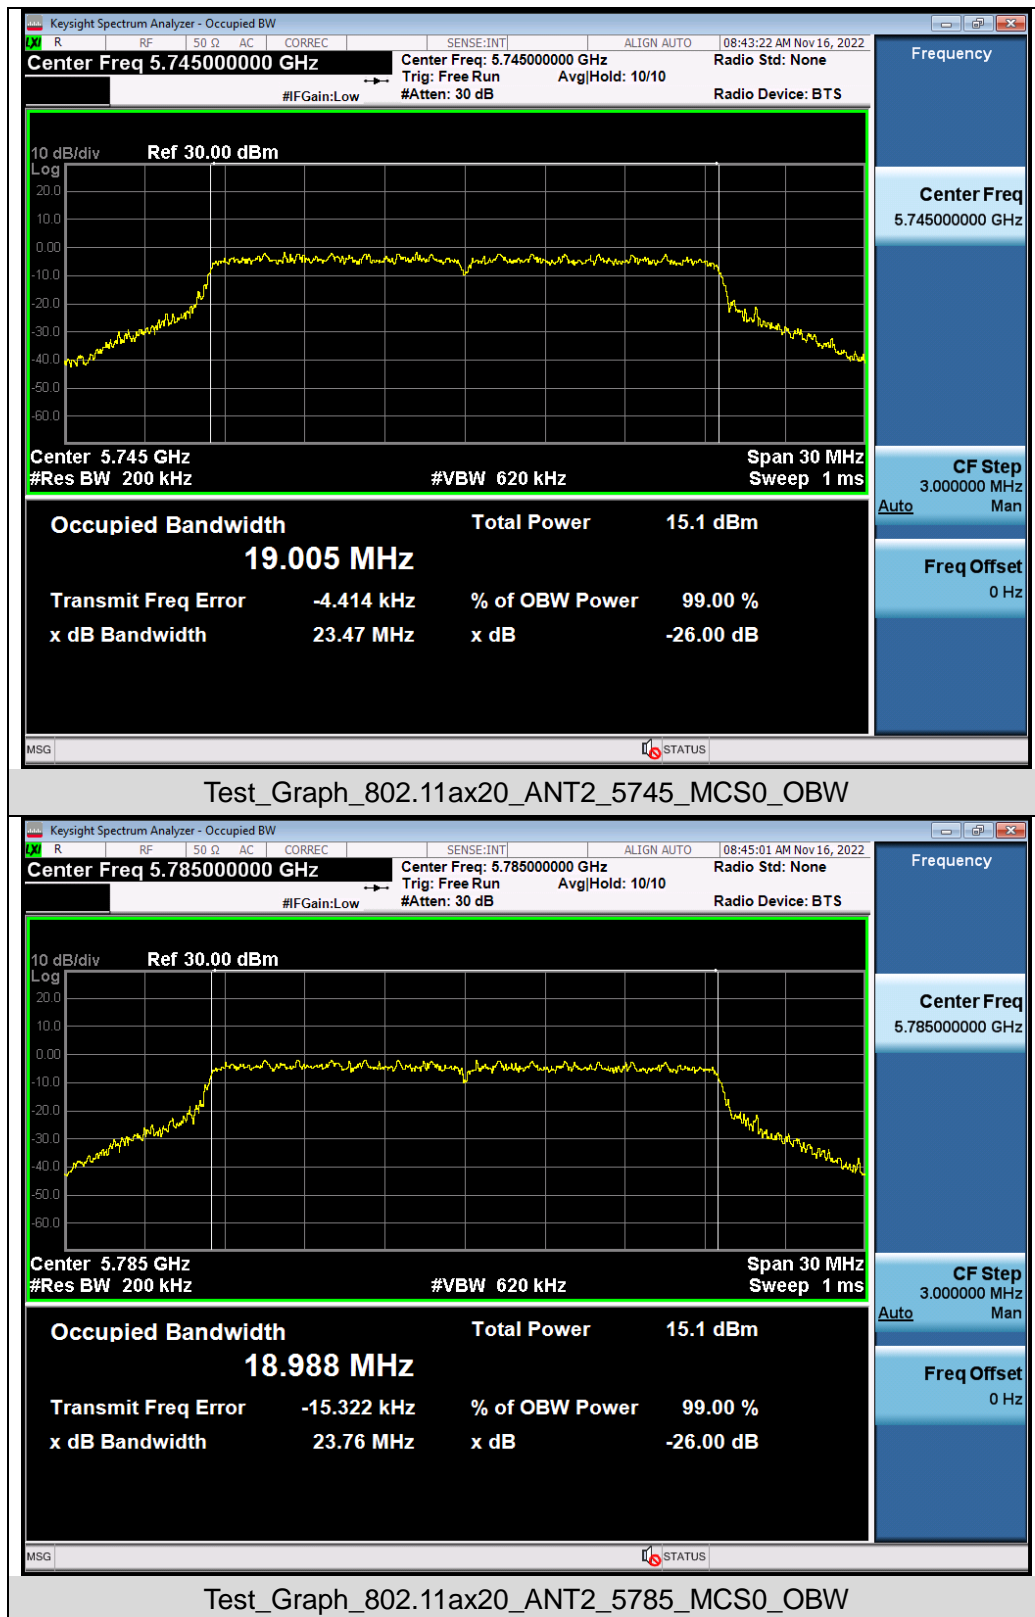 Keysight Spectrum Analyzer - Occupied BW
LXI R RF 50 Ω AC CORREC SENSE:INT ALIGN AUTO 08:43:22 AM Nov 16, 2022
Center Freq 5.745000000 GHz
Center Freq: 5.745000000 GHz
Radio Std: None
Trig: Free Run Avg|Hold: 10/10
#IFGain:Low
#Atten: 30 dB
Radio Device: BTS
Frequency
10 dB/div Ref 30.00 dBm
Log
20.0
10.0
0.00
-10.0
-20.0
-30.0
-40.0
-50.0
-60.0
Center Freq
5.745000000 GHz
Center 5.745 GHz
Span 30 MHz
#Res BW 200 kHz
#VBW 620 kHz
Sweep 1 ms
CF Step
3.000000 MHz
Auto Man
Occupied Bandwidth
Total Power 15.1 dBm
19.005 MHz
Freq Offset
0 Hz
Transmit Freq Error -4.414 kHz % of OBW Power 99.00 %
x dB Bandwidth 23.47 MHz x dB -26.00 dB
MSG STATUS
Test_Graph_802.11ax20_ANT2_5745_MCS0_OBW
Keysight Spectrum Analyzer - Occupied BW
LXI R RF 50 Ω AC CORREC SENSE:INT ALIGN AUTO 08:45:01 AM Nov 16, 2022
Center Freq 5.785000000 GHz
Center Freq: 5.785000000 GHz
Radio Std: None
Trig: Free Run Avg|Hold: 10/10
#IFGain:Low
#Atten: 30 dB
Radio Device: BTS
Frequency
10 dB/div Ref 30.00 dBm
Log
20.0
10.0
0.00
-10.0
-20.0
-30.0
-40.0
-50.0
-60.0
Center Freq
5.785000000 GHz
Center 5.785 GHz
Span 30 MHz
#Res BW 200 kHz
#VBW 620 kHz
Sweep 1 ms
CF Step
3.000000 MHz
Auto Man
Occupied Bandwidth
Total Power 15.1 dBm
18.988 MHz
Freq Offset
0 Hz
Transmit Freq Error -15.322 kHz % of OBW Power 99.00 %
x dB Bandwidth 23.76 MHz x dB -26.00 dB
MSG STATUS
Test_Graph_802.11ax20_ANT2_5785_MCS0_OBW